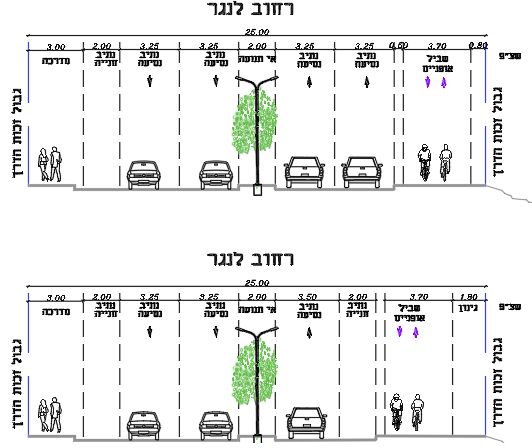 רחוב לנגר
25.00
3.00 2.00 3.25 3.25 2.00 3.25 3.25 0.50 3.70 0.80
מדרכה נתיב חנייה נתיב נסיעה נתיב נסיעה אי תנועה נתיב נסיעה נתיב נסיעה שביל אופניים שצ"פ
גבול זכות הדרך גבול זכות הדרך
רחוב לנגר
25.00
3.00 2.00 3.25 3.25 2.00 3.50 2.00 3.70 1.90
מדרכה נתיב חנייה נתיב נסיעה נתיב נסיעה אי תנועה נתיב נסיעה נתיב חנייה שביל אופניים גינון שצ"פ
גבול זכות הדרך גבול זכות הדרך